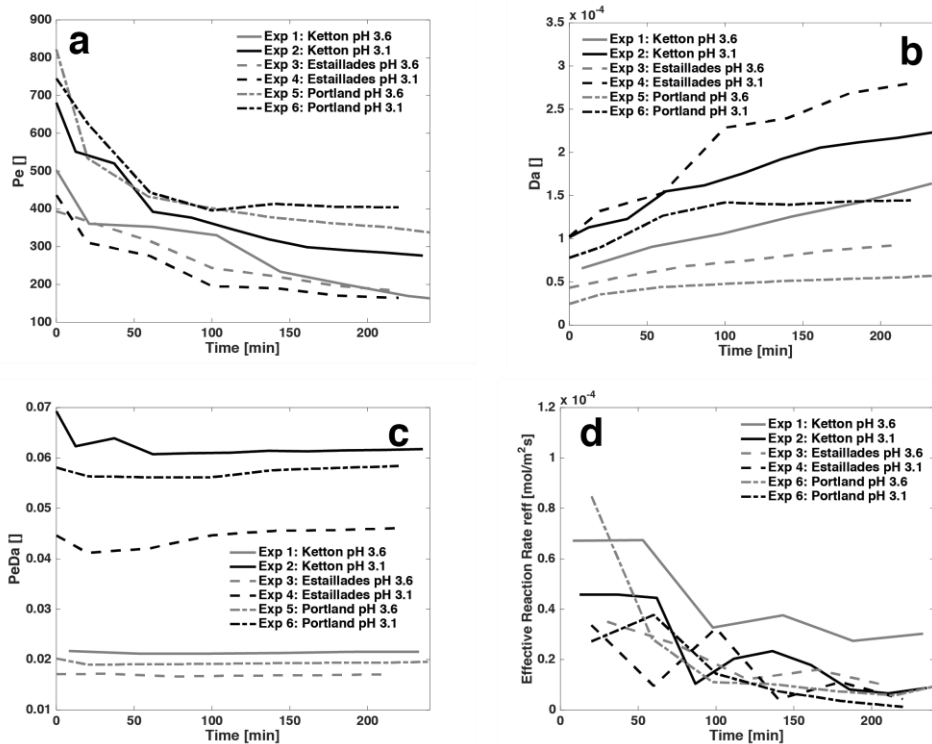 a
Exp 1: Ketton pH 3.6
Exp 2: Ketton pH 3.1
Exp 3: Estaillades pH 3.6
Exp 4: Estaillades pH 3.1
Exp 5: Portland pH 3.6
Exp 6: Portland pH 3.1
900
800
700
600
500
400
300
200
100
Pe []
0 50 100 150 200
Time [min]
b
x 10-4
Exp 1: Ketton pH 3.6
Exp 2: Ketton pH 3.1
Exp 3: Estaillades pH 3.6
Exp 4: Estaillades pH 3.1
Exp 5: Portland pH 3.6
Exp 6: Portland pH 3.1
3.5
3
2.5
2
1.5
1
0.5
0
Da []
0 50 100 150 200
Time [min]
c
0.07
0.06
0.05
0.04
0.03
0.02
0.01
PeDa []
Exp 1: Ketton pH 3.6
Exp 2: Ketton pH 3.1
Exp 3: Estaillades pH 3.6
Exp 4: Estaillades pH 3.1
Exp 5: Portland pH 3.6
Exp 6: Portland pH 3.1
0 50 100 150 200
Time [min]
d
x 10-4
Exp 1: Ketton pH 3.6
Exp 2: Ketton pH 3.1
Exp 3: Estaillades pH 3.6
Exp 4: Estaillades pH 3.1
Exp 6: Portland pH 3.6
Exp 6: Portland pH 3.1
1.2
1
0.8
0.6
0.4
0.2
0
Effective Reaction Rate reff [mol/m2 s]
0 50 100 150 200
Time [min]